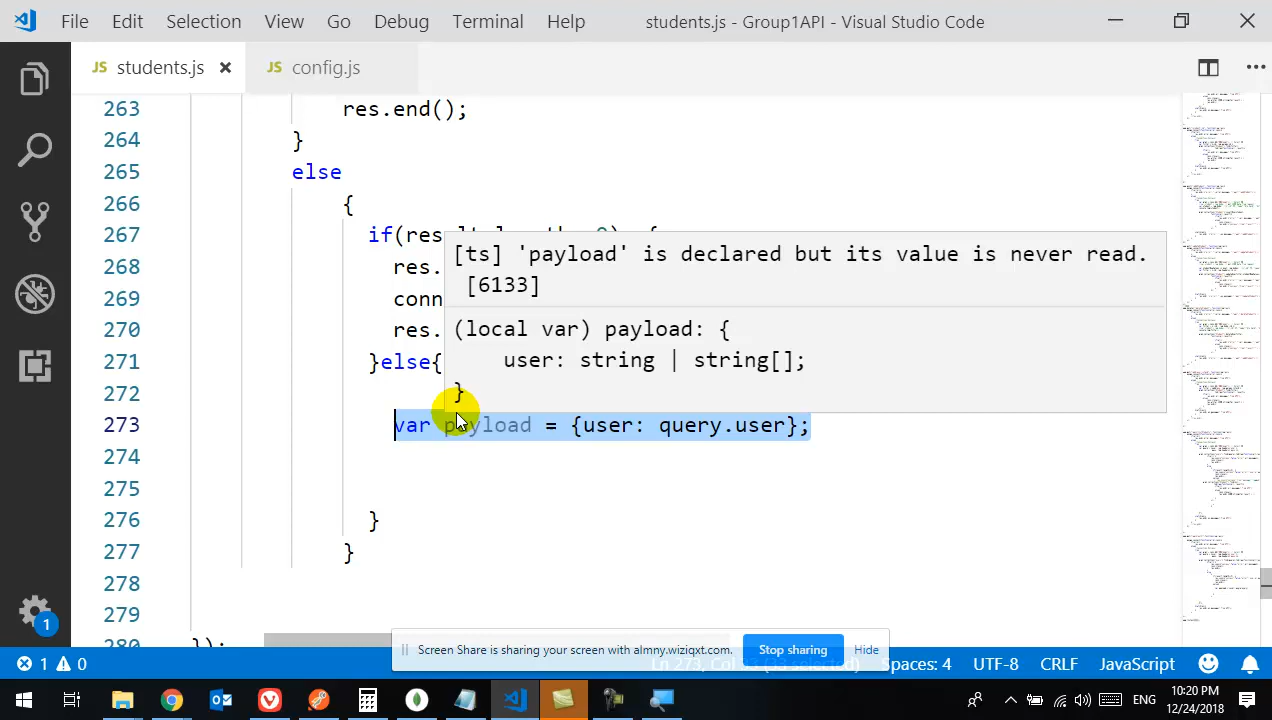 File Edit Selection View Go Debug Terminal Help students.js - Group1API - Visual Studio Code
JS students.js JS config.js
263 res.end();
264 }
265 else
266 {
267 if(res
268 res.
269 conn
270 res.
271 }else{
[ts] 'payload' is declared but its value is never read.
[6133]
(local var) payload: {
user: string | string[];
}
272
273 var payload = {user: query.user};
274
275
276 }
277 }
278
279
280 });
Screen Share is sharing your screen with almny.wiziqxt.com. Stop sharing Hide
1 0 Spaces: 4 UTF-8 CRLF JavaScript
1
ENG 10:20 PM
12/24/2018